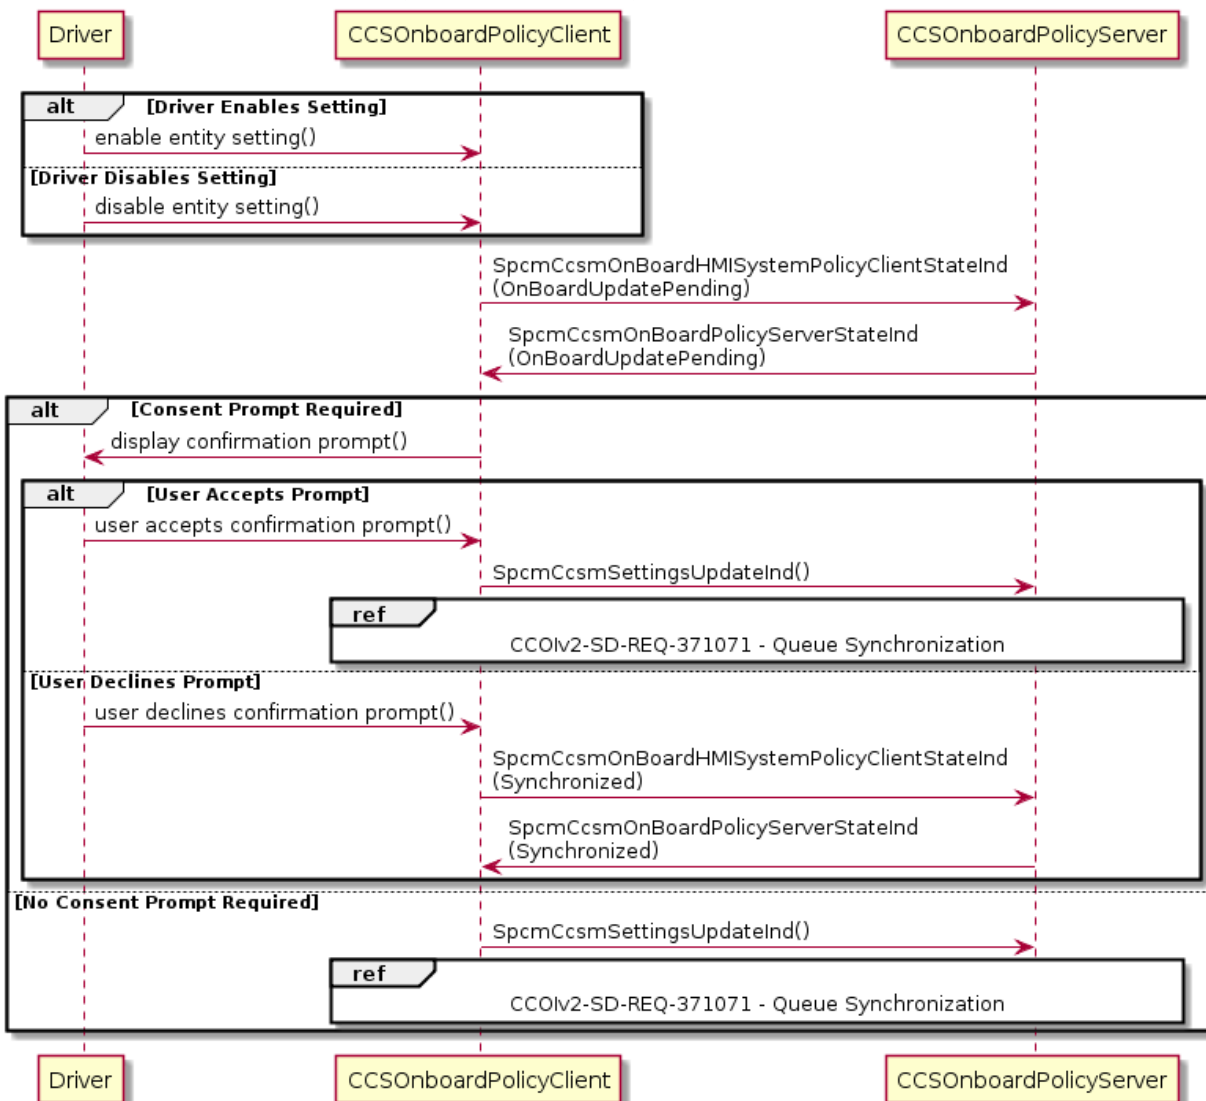 Driver
CCSOnboardPolicyClient
CCSOnboardPolicyServer
alt
[Driver Enables Setting]
enable entity setting()
[Driver Disables Setting]
disable entity setting()
SpcmCcsmOnBoardHMISystemPolicyClientStateInd
(OnBoardUpdatePending)
SpcmCcsmOnBoardPolicyServerStateInd
(OnBoardUpdatePending)
alt
[Consent Prompt Required]
display confirmation prompt()
alt
[User Accepts Prompt]
user accepts confirmation prompt()
SpcmCcsmSettingsUpdateInd()
ref
CCOIv2-SD-REQ-371071 - Queue Synchronization
[User Declines Prompt]
user declines confirmation prompt()
SpcmCcsmOnBoardHMISystemPolicyClientStateInd
(Synchronized)
SpcmCcsmOnBoardPolicyServerStateInd
(Synchronized)
[No Consent Prompt Required]
SpcmCcsmSettingsUpdateInd()
ref
CCOIv2-SD-REQ-371071 - Queue Synchronization
Driver
CCSOnboardPolicyClient
CCSOnboardPolicyServer